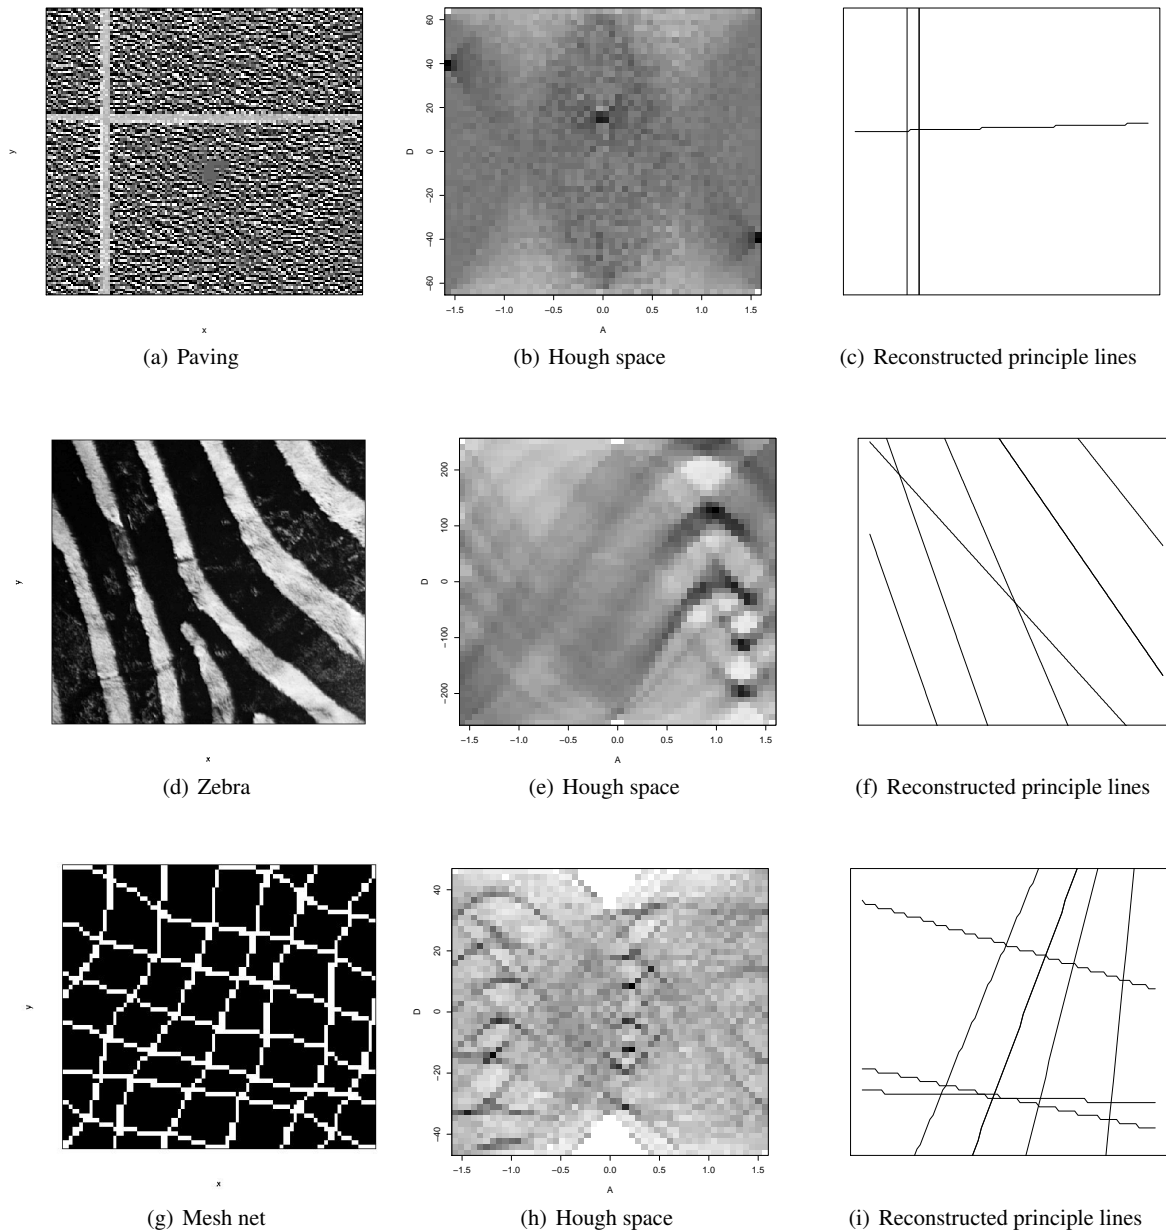 y
x
(a) Paving
60
40
20
0
−20
−40
−60
D
−1.5 −1.0 −0.5 0.0 0.5 1.0 1.5
A
(b) Hough space
(c) Reconstructed principle lines
y
x
(d) Zebra
200
100
0
−100
−200
D
−1.5 −1.0 −0.5 0.0 0.5 1.0 1.5
A
(e) Hough space
(f) Reconstructed principle lines
y
x
(g) Mesh net
40
20
0
−20
−40
D
−1.5 −1.0 −0.5 0.0 0.5 1.0 1.5
A
(h) Hough space
(i) Reconstructed principle lines